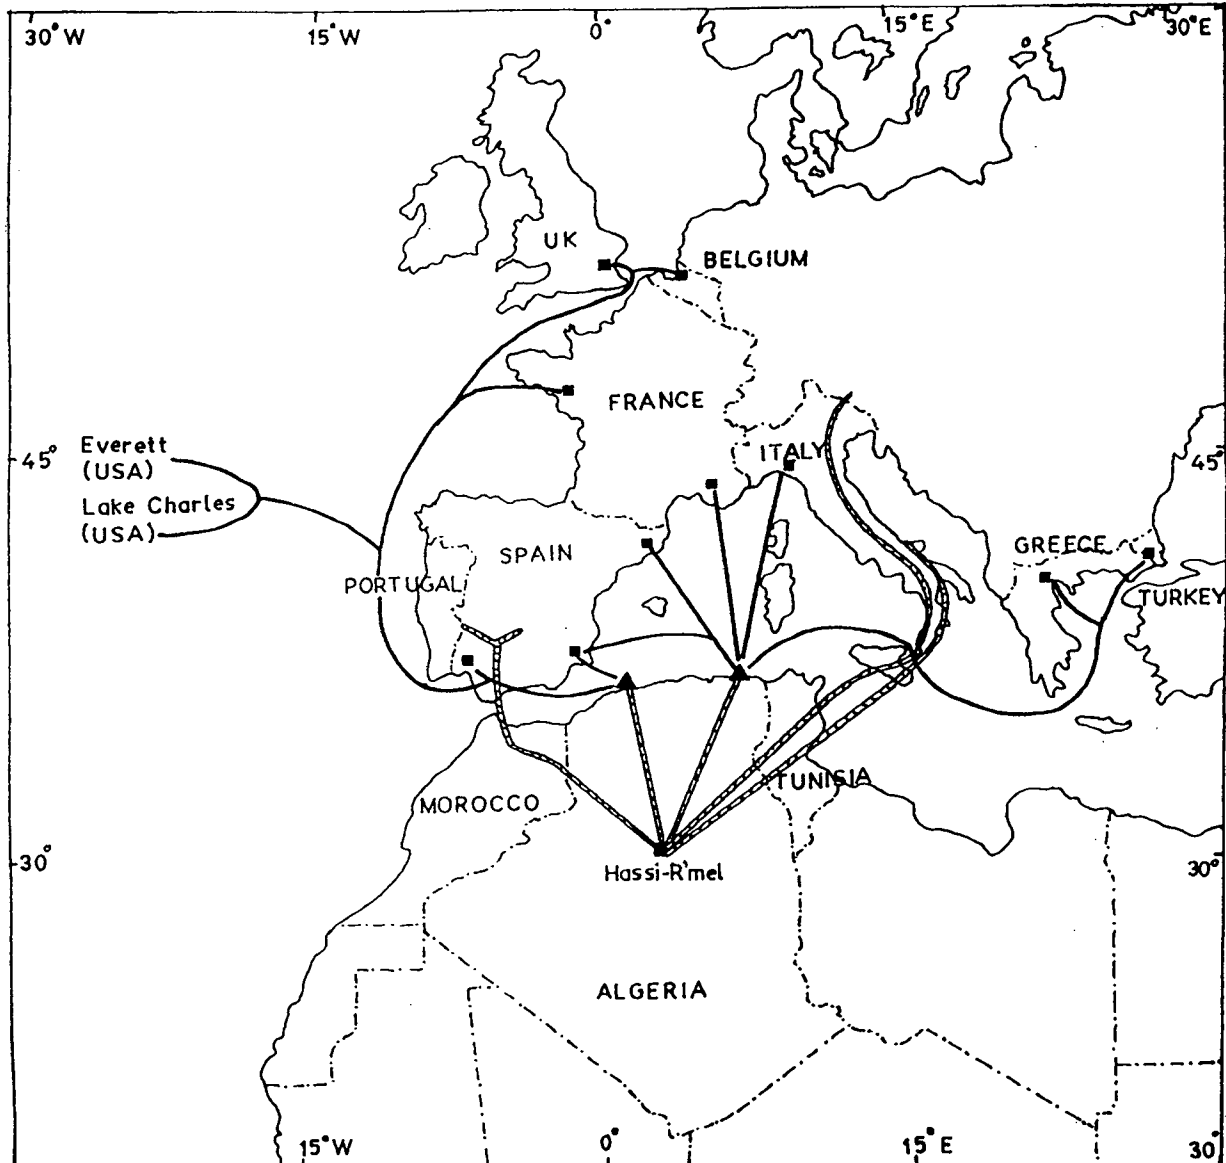 30°W
15°W
0°
15°E
30°E
UK
BELGIUM
FRANCE
ITALY
45°
45°
Everett
(USA)
Lake Charles
(USA)
SPAIN
GREECE
PORTUGAL
TURKEY
TUNISIA
MOROCCO
30°
30°
Hassi-R'mel
ALGERIA
15°W
0°
15°E
30°